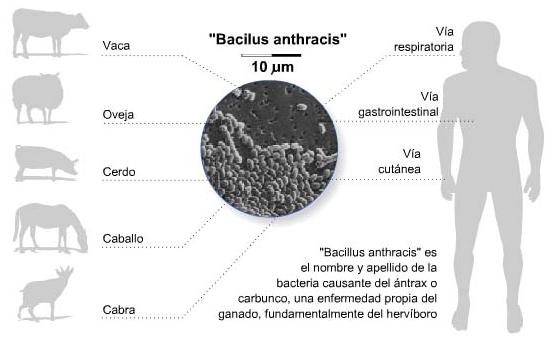 "Bacilus anthracis"
10 µm
Vaca
Oveja
Cerdo
Caballo
Cabra
Vía
respiratoria
Vía
gastrointestinal
Vía
cutánea
"Bacillus anthracis" es
el nombre y apellido de la
bacteria causante del ántrax o
carbunco, una enfermedad propia del
ganado, fundamentalmente del hervíboro